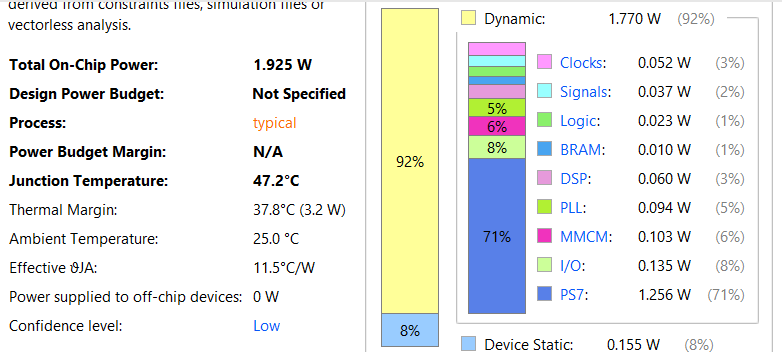 derived from constraints files, simulation files or
vectorless analysis.
Total On-Chip Power: 1.925 W
Design Power Budget: Not Specified
Process: typical
Power Budget Margin: N/A
Junction Temperature: 47.2°C
Thermal Margin: 37.8°C (3.2 W)
Ambient Temperature: 25.0 °C
Effective ϑJA: 11.5°C/W
Power supplied to off-chip devices: 0 W
Confidence level: Low
92%
8%
Dynamic: 1.770 W (92%)
5%
6%
8%
71%
Clocks: 0.052 W (3%)
Signals: 0.037 W (2%)
Logic: 0.023 W (1%)
BRAM: 0.010 W (1%)
DSP: 0.060 W (3%)
PLL: 0.094 W (5%)
MMCM: 0.103 W (6%)
I/O: 0.135 W (8%)
PS7: 1.256 W (71%)
Device Static: 0.155 W (8%)